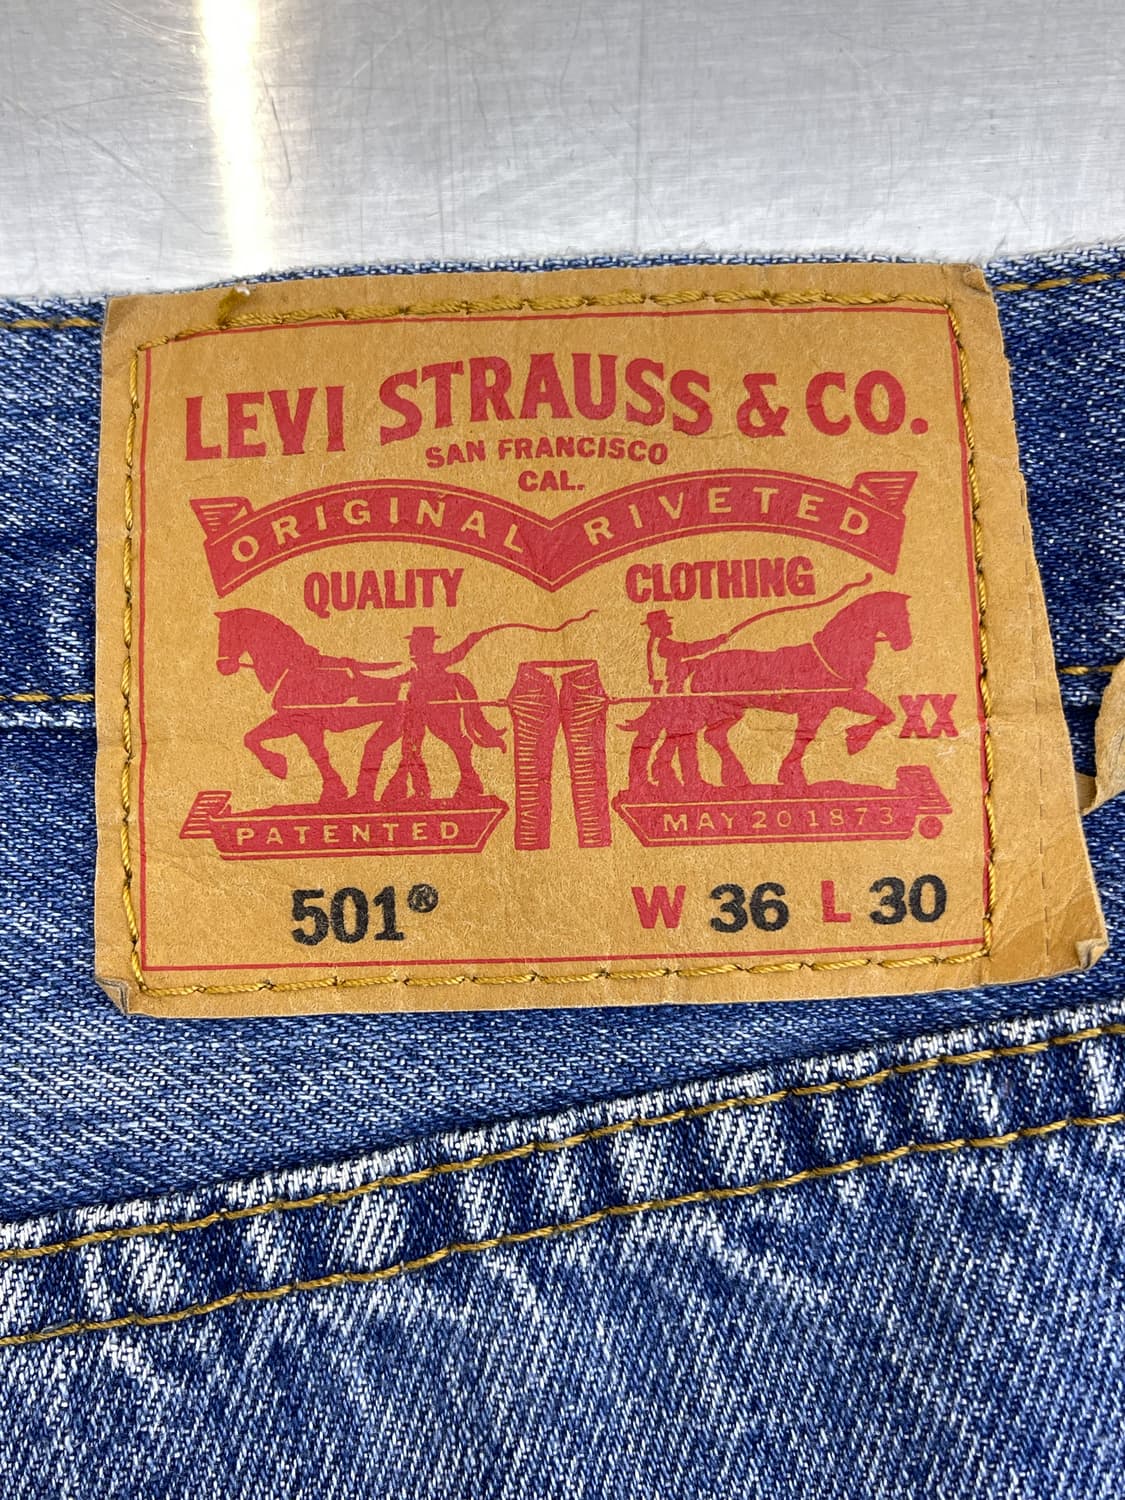 LEVI STRAUSS & CO.
SAN FRANCISCO
CAL.
ORIGINAL RIVETED
QUALITY CLOTHING
XX
PATENTED MAY 20 1873 ®
501® W 36 L 30